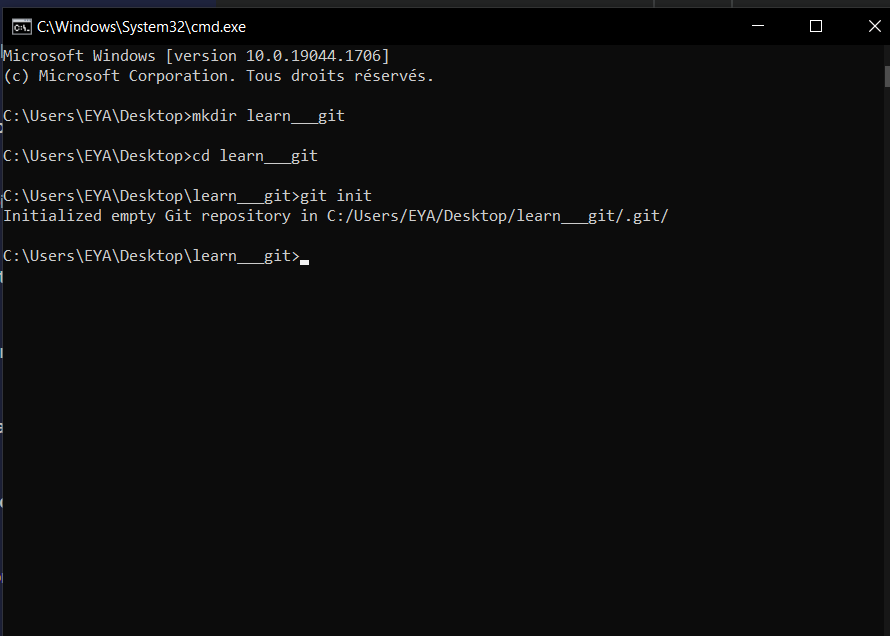 C:\Windows\System32\cmd.exe
Microsoft Windows [version 10.0.19044.1706]
(c) Microsoft Corporation. Tous droits réservés.
C:\Users\EYA\Desktop>mkdir learn___git
C:\Users\EYA\Desktop>cd learn___git
C:\Users\EYA\Desktop\learn___git>git init
Initialized empty Git repository in C:/Users/EYA/Desktop/learn___git/.git/
C:\Users\EYA\Desktop\learn___git>